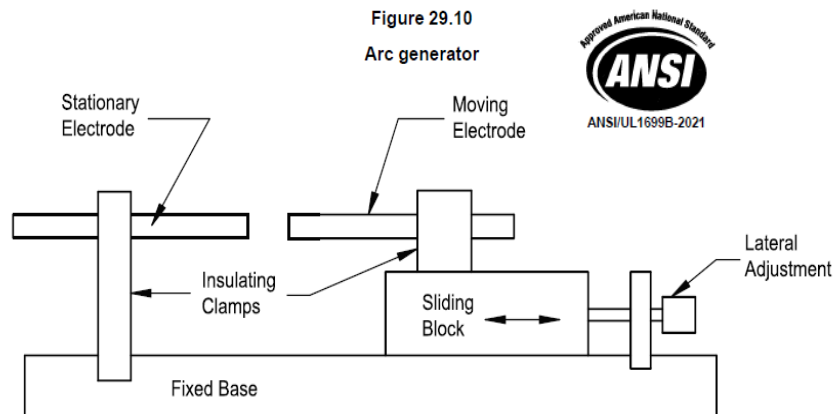 Figure 29.10
Arc generator
Approved American National Standard
ANSI
ANSI/UL1699B-2021
Stationary
Electrode
Moving
Electrode
Lateral
Adjustment
Insulating
Clamps
Sliding
Block
Fixed Base